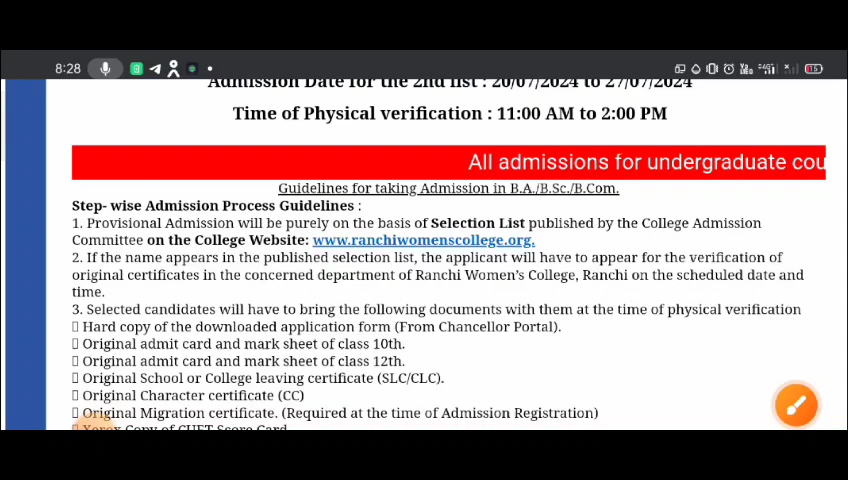 8:28
15
Admission Date for the 2nd list : 20/07/2024 to 27/07/2024
Time of Physical verification : 11:00 AM to 2:00 PM
All admissions for undergraduate cou
Guidelines for taking Admission in B.A./B.Sc./B.Com.
Step- wise Admission Process Guidelines :
1. Provisional Admission will be purely on the basis of Selection List published by the College Admission
Committee on the College Website: www.ranchiwomenscollege.org.
2. If the name appears in the published selection list, the applicant will have to appear for the verification of
original certificates in the concerned department of Ranchi Women's College, Ranchi on the scheduled date and
time.
3. Selected candidates will have to bring the following documents with them at the time of physical verification
Hard copy of the downloaded application form (From Chancellor Portal).
Original admit card and mark sheet of class 10th.
Original admit card and mark sheet of class 12th.
Original School or College leaving certificate (SLC/CLC).
Original Character certificate (CC)
Original Migration certificate. (Required at the time of Admission Registration)
Xerox Copy of CUET Score Card